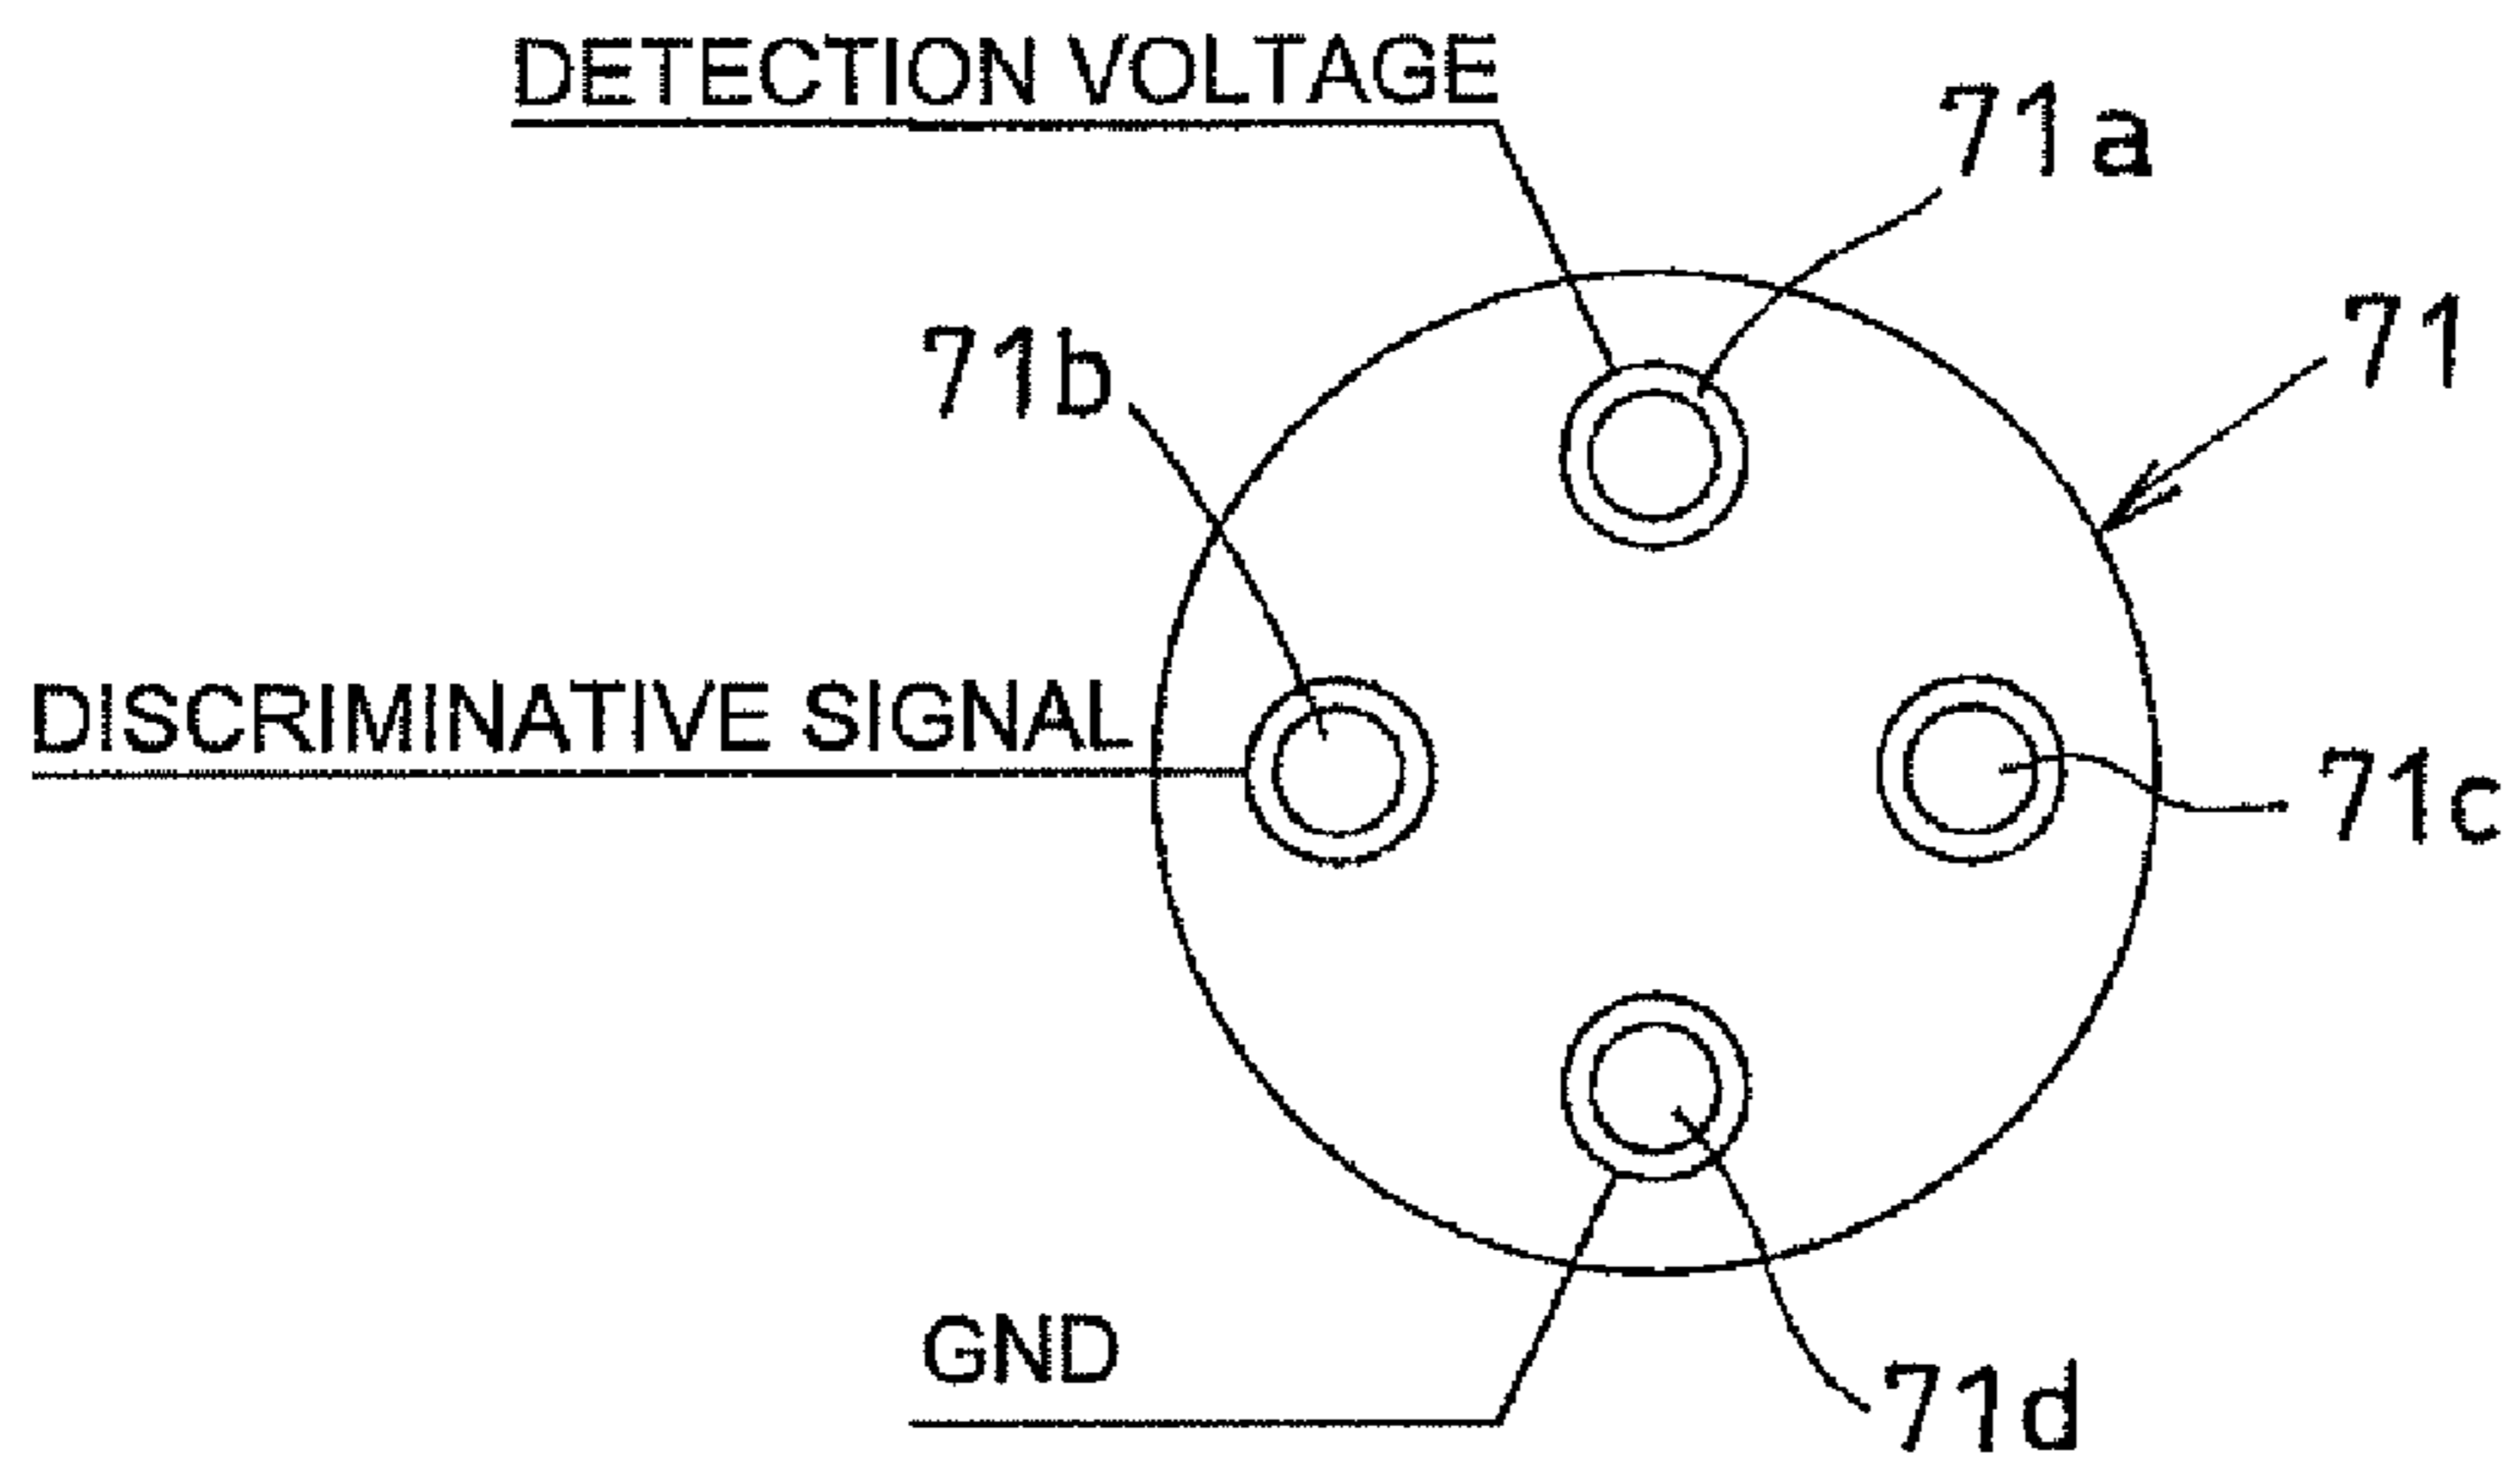 DETECTION VOLTAGE
71a
71
71b
DISCRIMINATIVE SIGNAL
71c
GND
71d